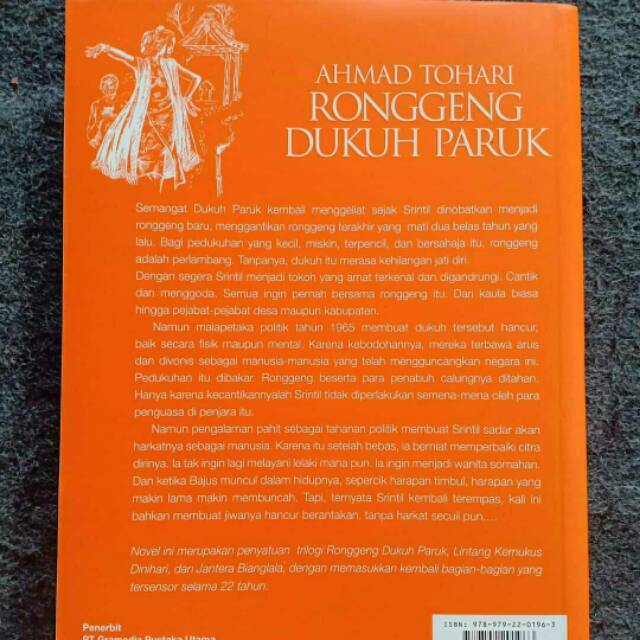 AHMAD TOHARI
RONGGENG
DUKUH PARUK
Semangat Dukuh Paruk kembali menggeliat sejak Srintil dinobatkan menjadi
ronggeng baru, menggantikan ronggeng terakhir yang mati dua belas tahun yang
lalu. Bagi pedukuhan yang kecil, miskin, terpencil, dan bersahaja itu, ronggeng
adalah perlambang. Tanpanya, dukuh itu merasa kehilangan jati diri.
Dengan segera Srintil menjadi tokoh yang amat terkenal dan digandrungi. Cantik
dan menggoda. Semua ingin pernah bersama ronggeng itu. Dari kaula biasa
hingga pejabat-pejabat desa maupun kabupaten.
Namun malapetaka politik tahun 1965 membuat dukuh tersebut hancur,
baik secara fisik maupun mental. Karena kebodohannya, mereka terbawa arus
dan divonis sebagai manusia-manusia yang telah mengguncangkan negara ini.
Pedukuhan itu dibakar. Ronggeng beserta para penabuh calungnya ditahan.
Hanya karena kecantikannyalah Srintil tidak diperlakukan semena-mena oleh para
penguasa di penjara itu.
Namun pengalaman pahit sebagai tahanan politik membuat Srintil sadar akan
harkatnya sebagai manusia. Karena itu setelah bebas, ia berniat memperbaiki citra
dirinya. Ia tak ingin lagi melayani lelaki mana pun. Ia ingin menjadi wanita somahan.
Dan ketika Bajus muncul dalam hidupnya, sepercik harapan timbul, harapan yang
makin lama makin membuncah. Tapi, ternyata Srintil kembali terempas, kali ini
bahkan membuat jiwanya hancur berantakan, tanpa harkat secuil pun....
Novel ini merupakan penyatuan trilogi Ronggeng Dukuh Paruk, Lintang Kemukus
Dinihari, dan Jantera Bianglala, dengan memasukkan kembali bagian-bagian yang
tersensor selama 22 tahun.
Penerbit
PT Gramedia Pustaka Utama
ISBN: 978-979-22-0196-3